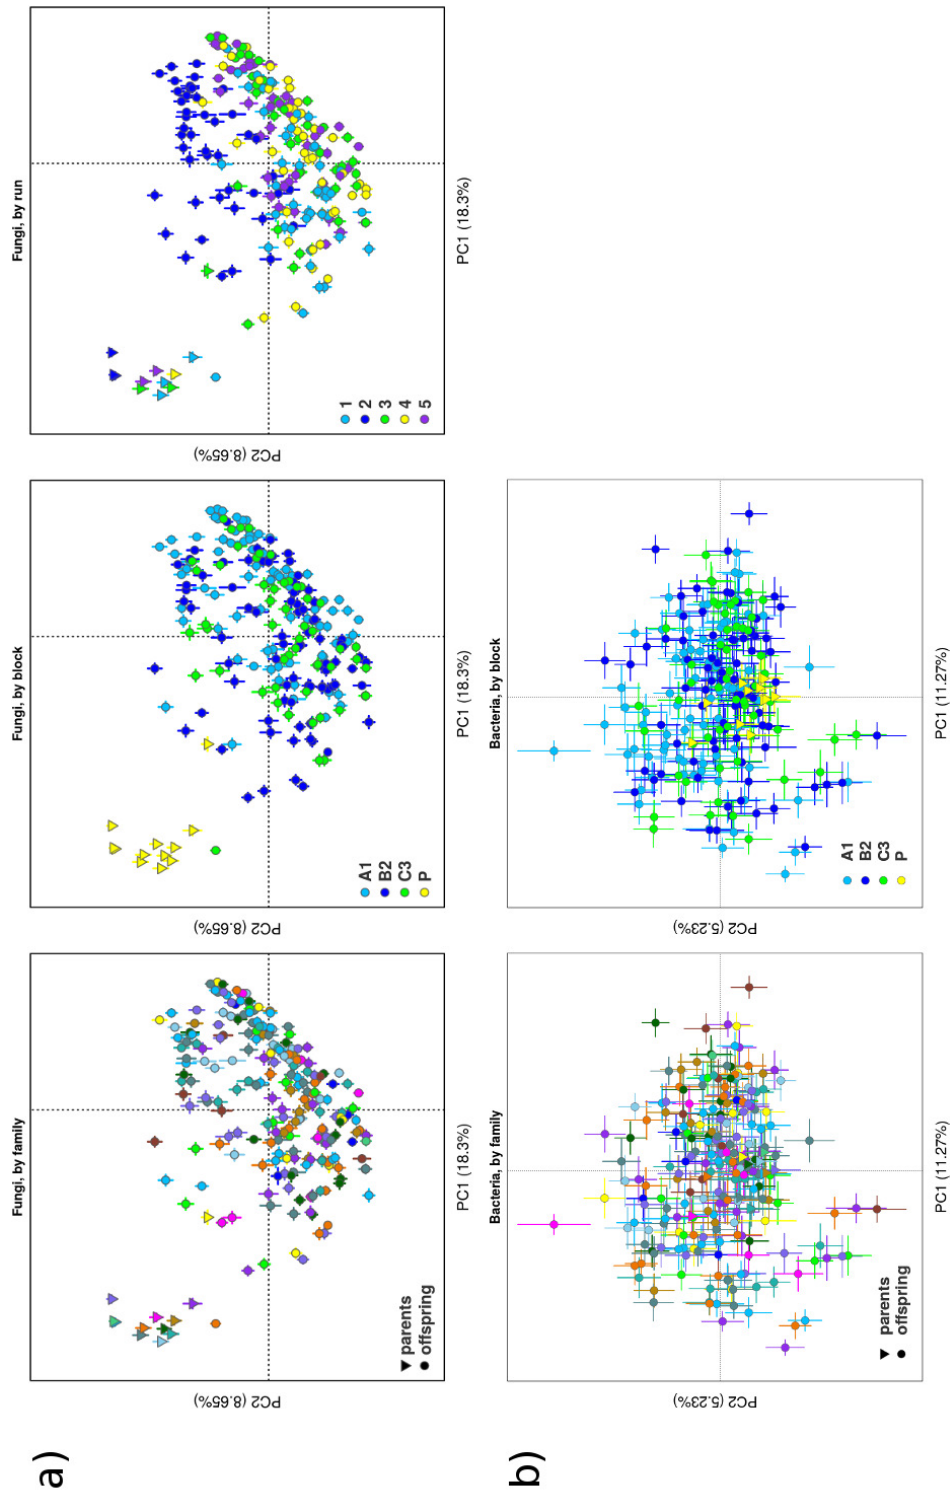 a)
Fungi, by family
PC2 (8.65%)
parents
offspring
PC1 (18.3%)
Fungi, by block
PC2 (8.65%)
A1
B2
C3
P
PC1 (18.3%)
Fungi, by run
PC2 (8.65%)
1
2
3
4
5
PC1 (18.3%)
b)
Bacteria, by family
PC2 (5.23%)
parents
offspring
PC1 (11.27%)
Bacteria, by block
PC2 (5.23%)
A1
B2
C3
P
PC1 (11.27%)